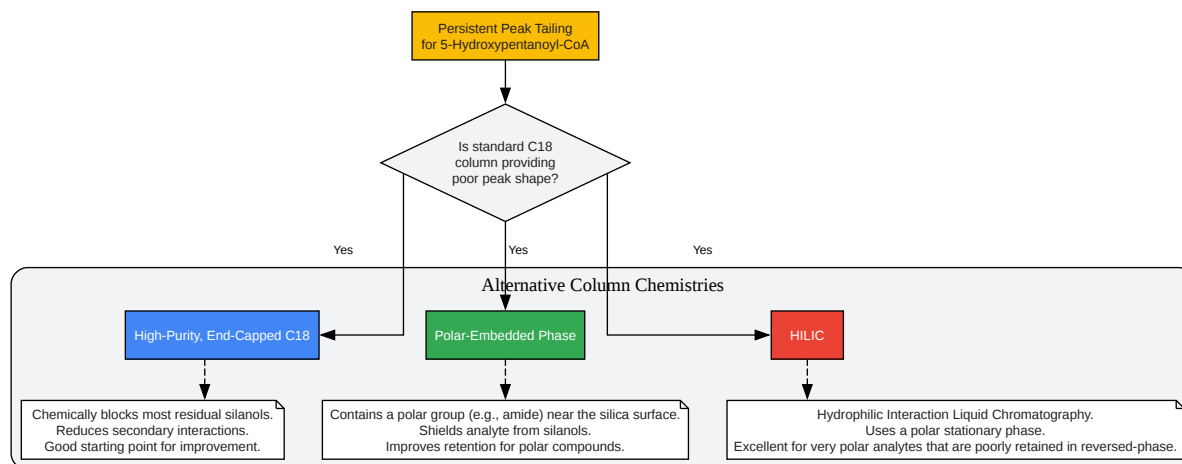 Persistent Peak Tailing
for 5-Hydroxypentanoyl-CoA
Is standard C18
column providing
poor peak shape?
Yes
Yes
Yes
Alternative Column Chemistries
High-Purity, End-Capped C18
Polar-Embedded Phase
HILIC
Chemically blocks most residual silanols.
Reduces secondary interactions.
Good starting point for improvement.
Contains a polar group (e.g., amide) near the silica surface.
Shields analyte from silanols.
Improves retention for polar compounds.
Hydrophilic Interaction Liquid Chromatography.
Uses a polar stationary phase.
Excellent for very polar analytes that are poorly retained in reversed-phase.